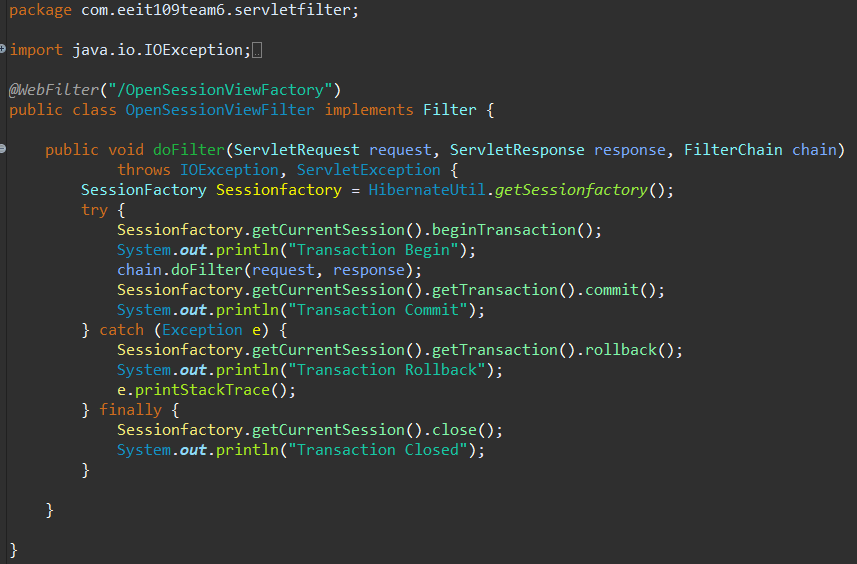 package com.eeit109team6.servletfilter;
import java.io.IOException;
@WebFilter("/OpenSessionViewFactory")
public class OpenSessionViewFilter implements Filter {
public void doFilter(ServletRequest request, ServletResponse response, FilterChain chain)
throws IOException, ServletException {
SessionFactory Sessionfactory = HibernateUtil.getSessionfactory();
try {
Sessionfactory.getCurrentSession().beginTransaction();
System.out.println("Transaction Begin");
chain.doFilter(request, response);
Sessionfactory.getCurrentSession().getTransaction().commit();
System.out.println("Transaction Commit");
} catch (Exception e) {
Sessionfactory.getCurrentSession().getTransaction().rollback();
System.out.println("Transaction Rollback");
e.printStackTrace();
} finally {
Sessionfactory.getCurrentSession().close();
System.out.println("Transaction Closed");
}
}
}